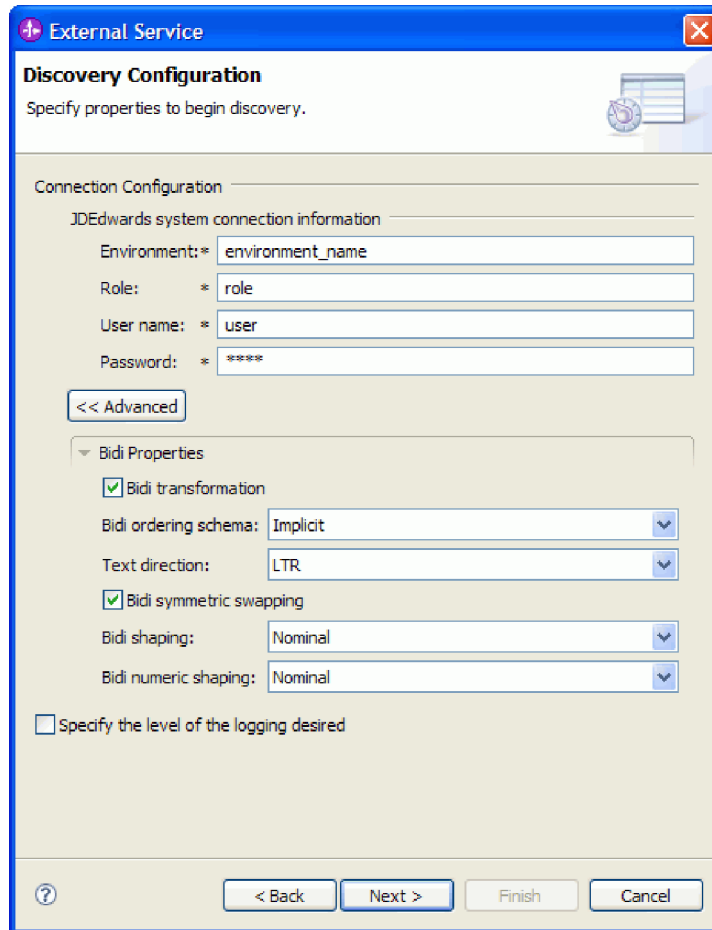 External Service
Discovery Configuration
Specify properties to begin discovery.
Connection Configuration
JDEdwards system connection information
Environment:* environment_name
Role: * role
User name: * user
Password: * ****
<< Advanced
Bidi Properties
Bidi transformation
Bidi ordering schema: Implicit
Text direction: LTR
Bidi symmetric swapping
Bidi shaping: Nominal
Bidi numeric shaping: Nominal
Specify the level of the logging desired
? < Back Next > Finish Cancel